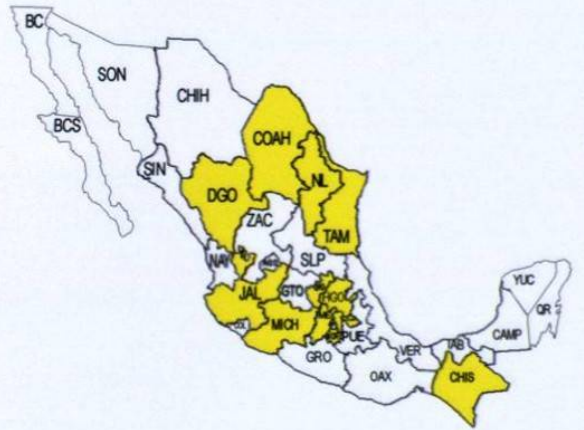 BC
SON
CHIH
BCS
COAH
SIN
NL
DGO
ZAC
TAM
NAY
SLP
JAL
GTO
HGO
MICH
PUE
GRO
VER
OAX
TAB
CAMP
YUC
QR
CHIS